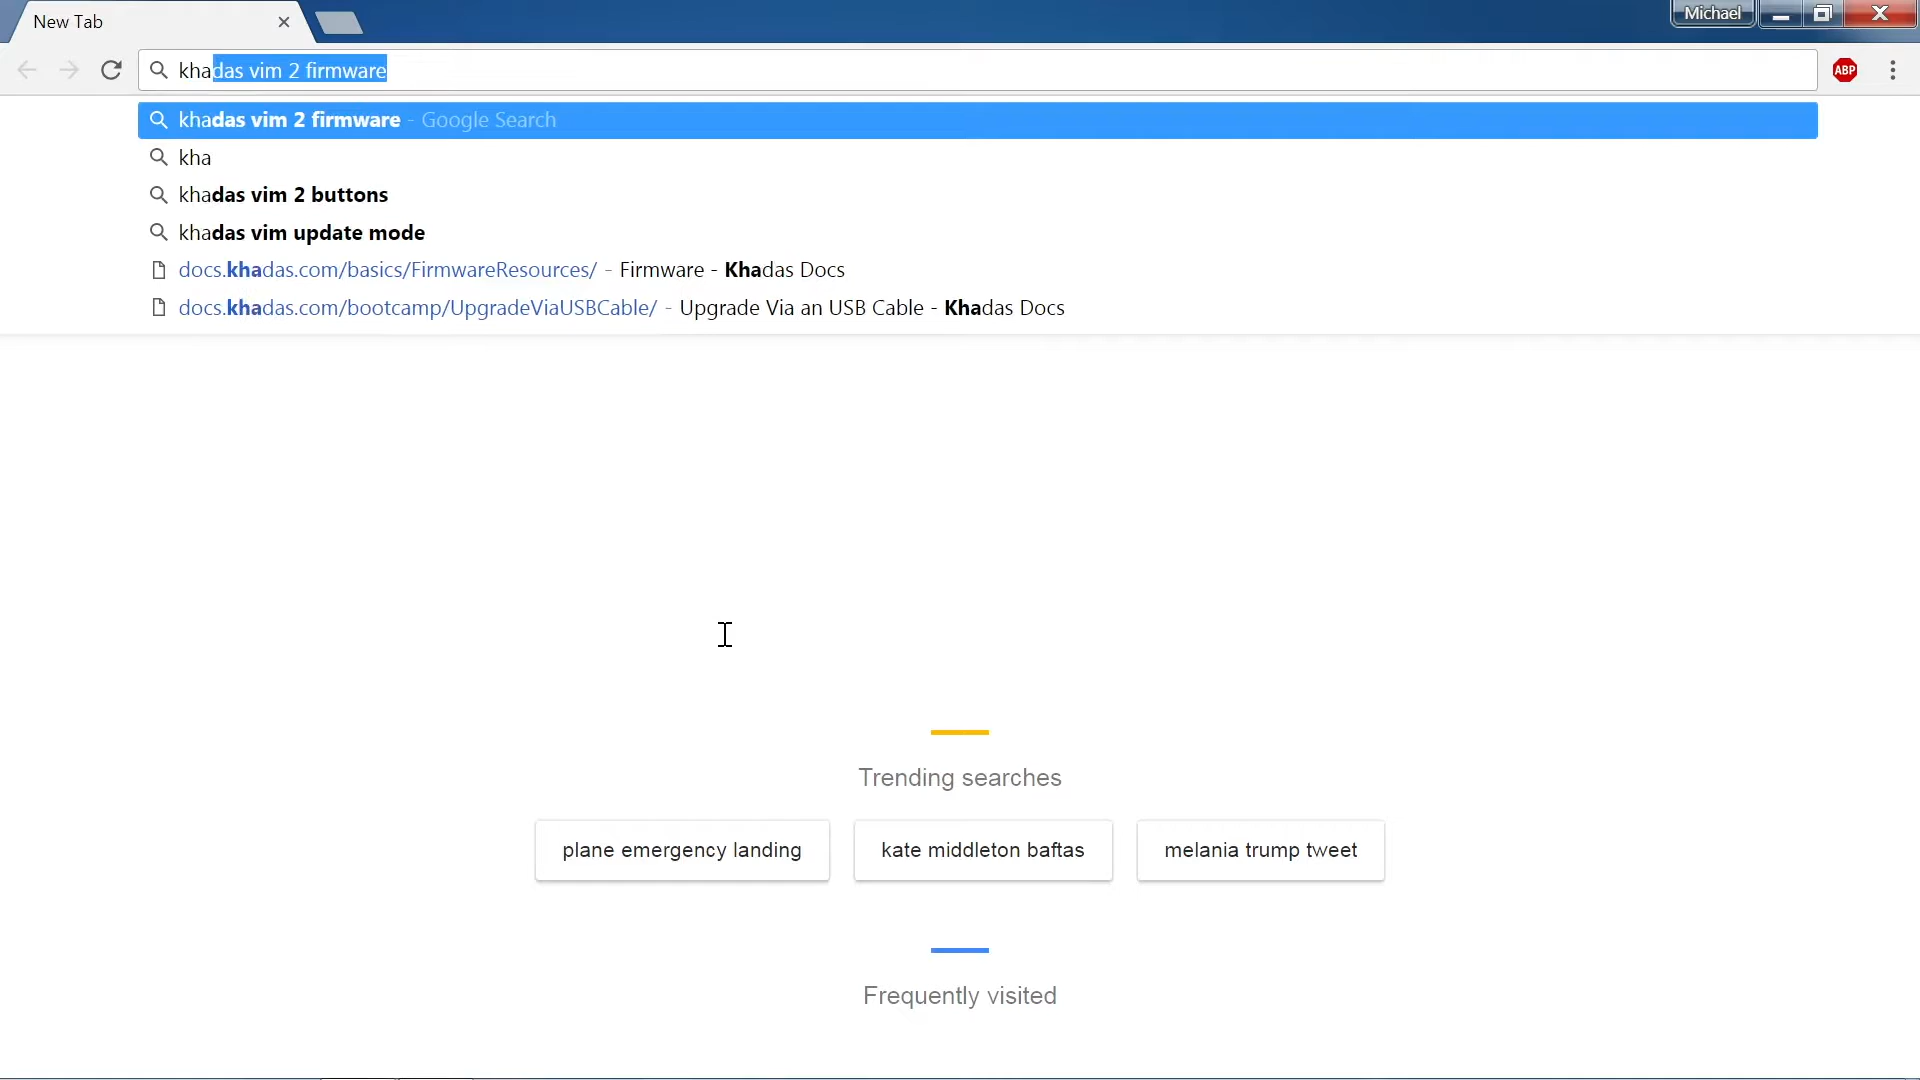 New Tab
Michael
khadas vim 2 firmware
ABP
khadas vim 2 firmware - Google Search
kha
khadas vim 2 buttons
khadas vim update mode
docs.khadas.com/basics/FirmwareResources/ - Firmware - Khadas Docs
docs.khadas.com/bootcamp/UpgradeViaUSBCable/ - Upgrade Via an USB Cable - Khadas Docs
Trending searches
plane emergency landing
kate middleton baftas
melania trump tweet
Frequently visited